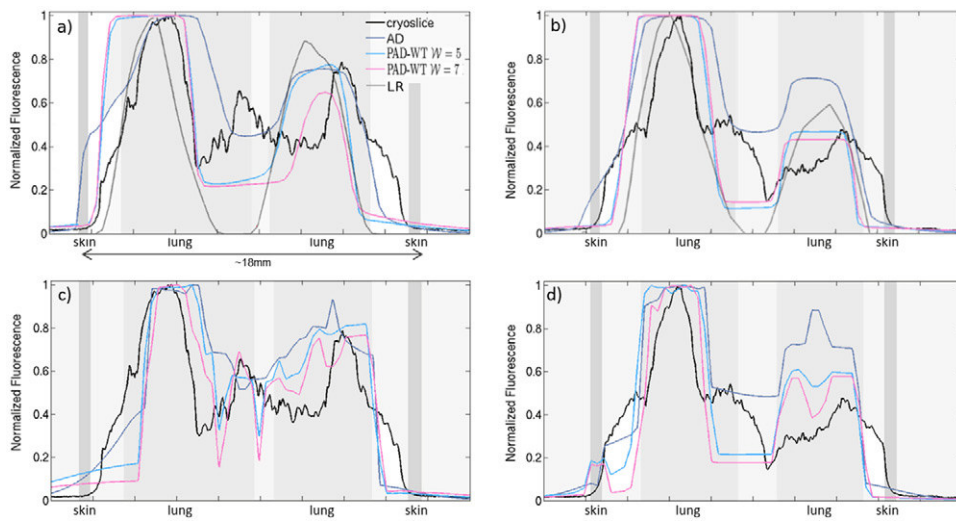 a)
Normalized Fluorescence
1
0.8
0.6
0.4
0.2
0
cryoslice
AD
PAD-WT W = 5
PAD-WT W = 7
LR
skin
lung
lung
skin
~18mm
b)
Normalized Fluorescence
1
0.8
0.6
0.4
0.2
0
skin
lung
lung
skin
c)
Normalized Fluorescence
1
0.8
0.6
0.4
0.2
0
skin
lung
lung
skin
d)
Normalized Fluorescence
1
0.8
0.6
0.4
0.2
0
skin
lung
lung
skin